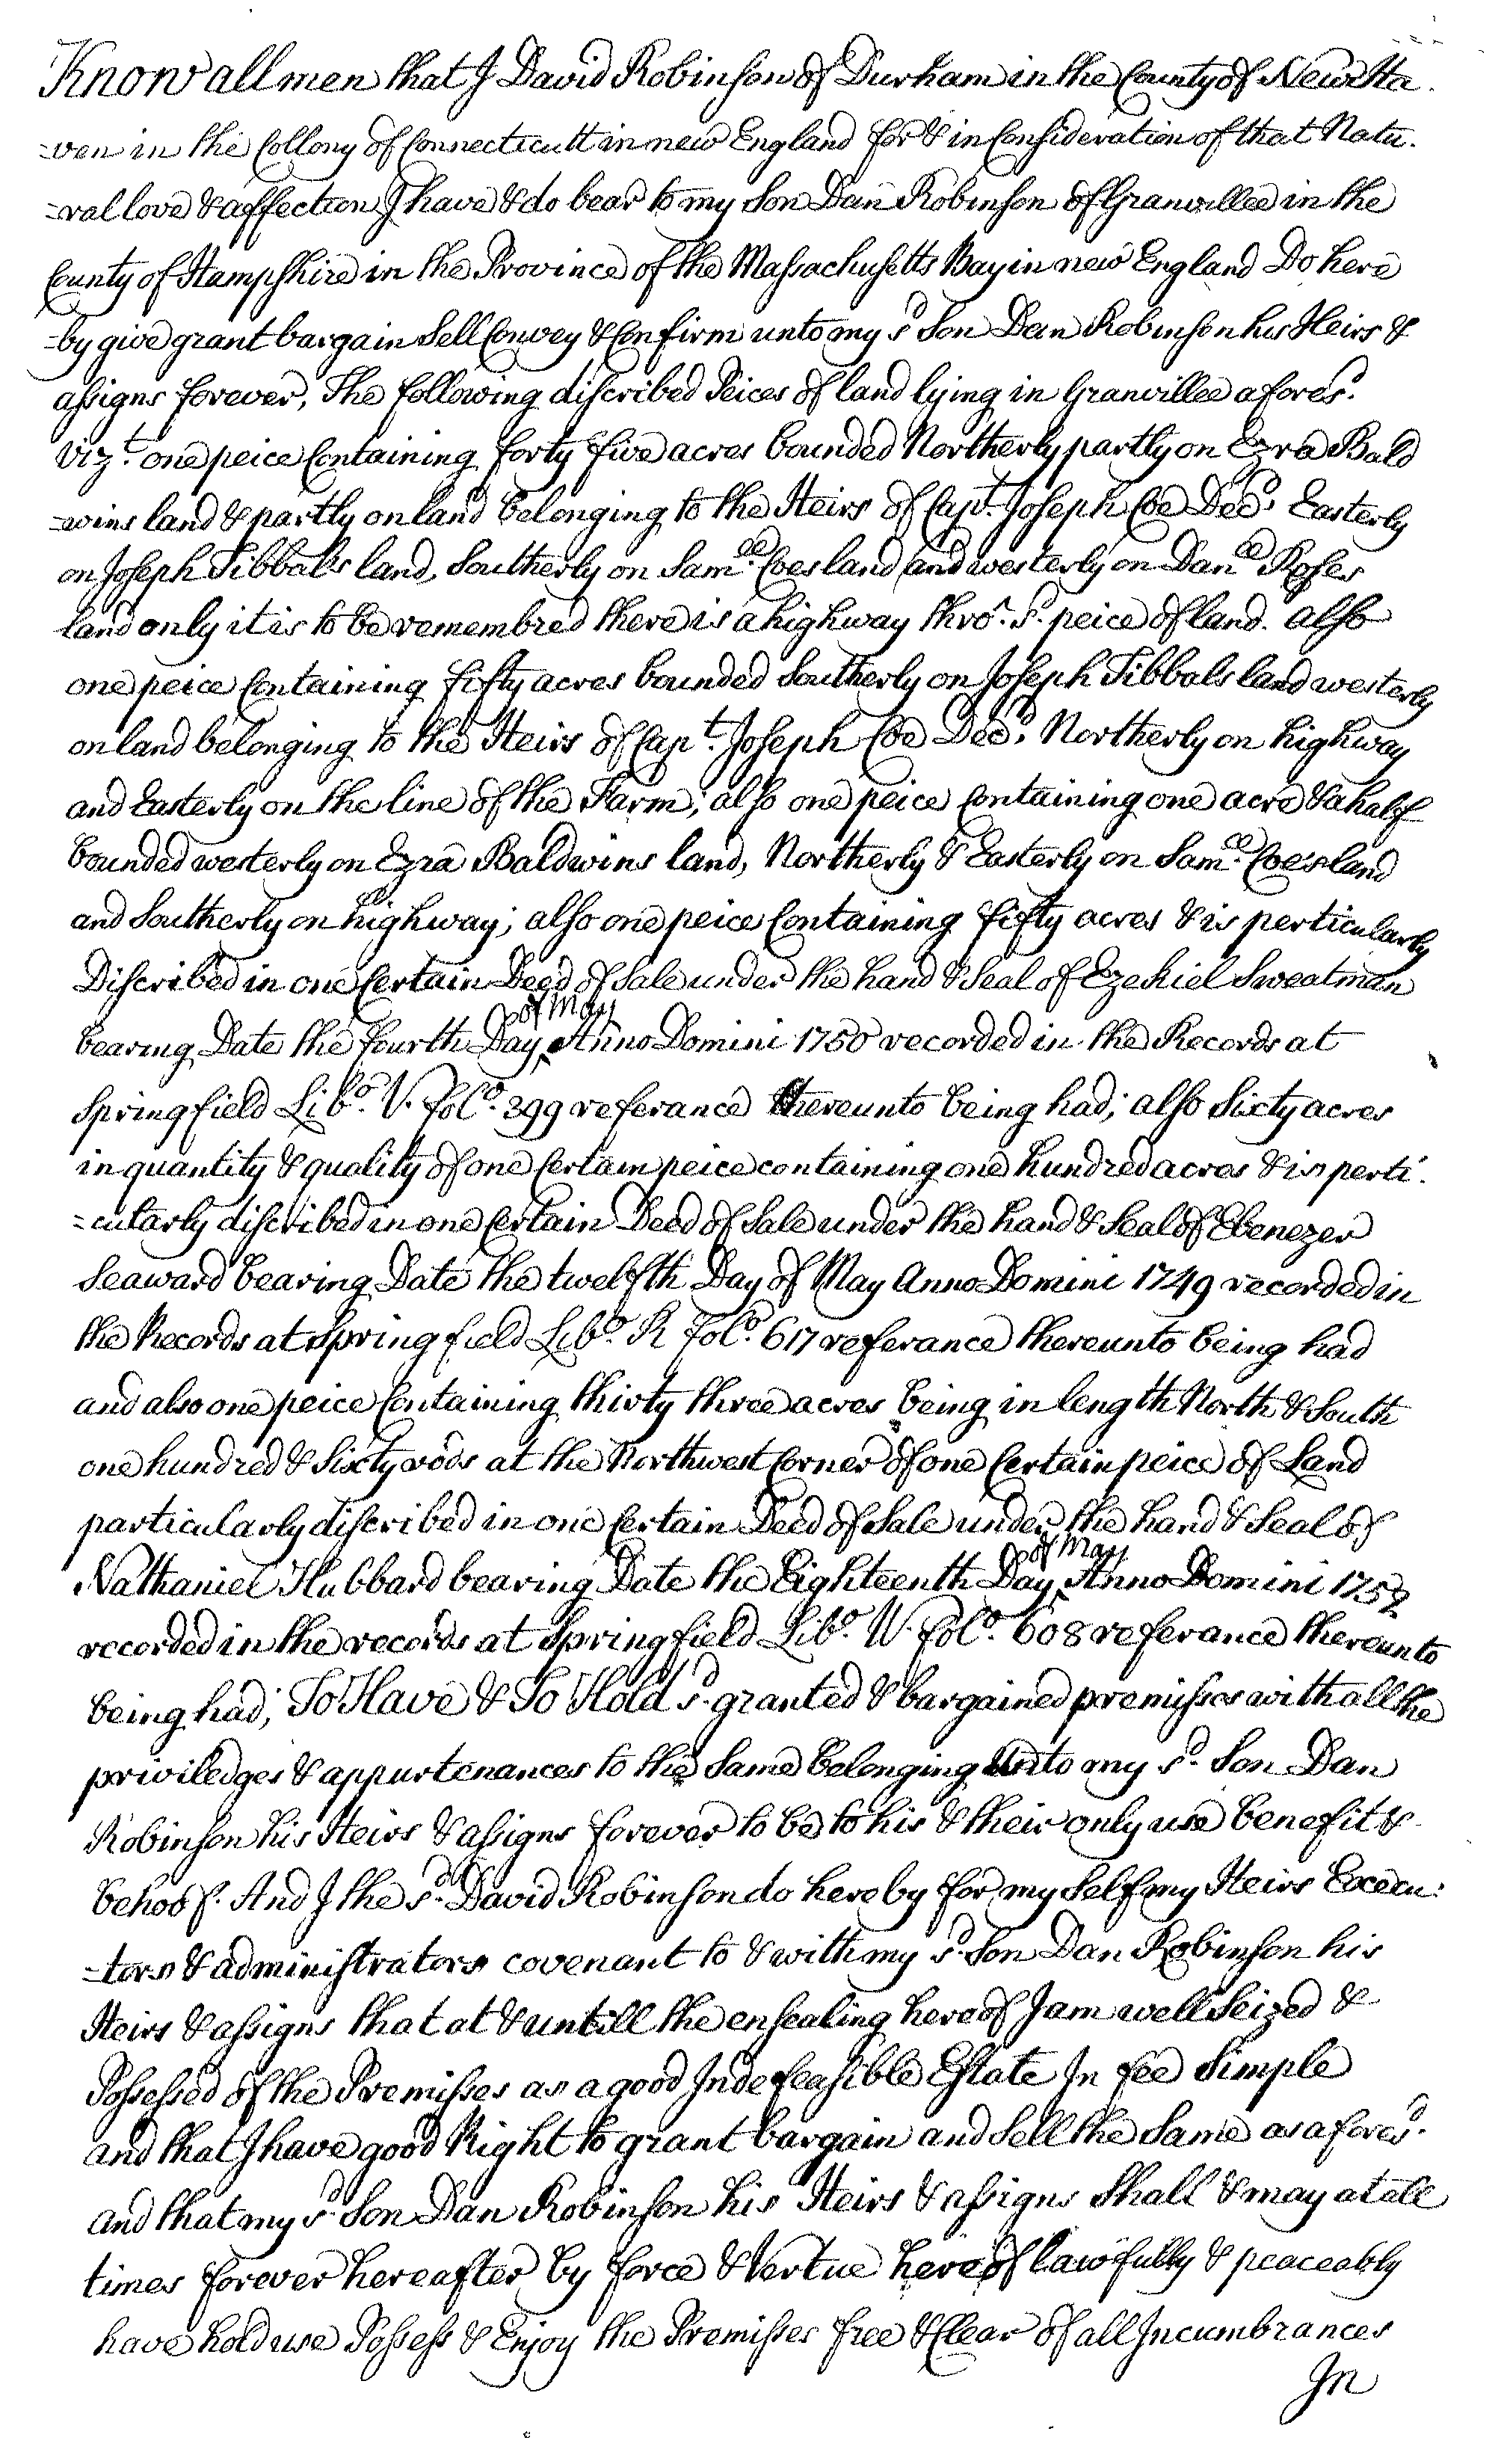 Know all men that I David Robinson of Durham in the County of New Ha-
-ven in the Collony of Connecticutt in new England for & in Consideration of that Natu-
-ral love & affection I have & do bear to my Son Dan Robinson of Granvillee in the
County of Hampshire in the Province of the Massachusetts Bay in new England Do here
-by give grant bargain Sell Convey & Confirm unto my sd Son Dan Robinson his Heirs &
assigns forever, The following discribed Peices of land lying in Granvillee afores.d
Viz.t one peice Containing forty five acres bounded Northerly partly on Ezra Bald
-wins land & partly on land belonging to the Heirs of Cap.t Joseph Coe Dec.d Easterly
on Joseph Tibbals land, Southerly on Sam.ll Coes land and westerly on Dan.ll Roses
land only it is to be remembred there is a highway thro.' s.d peice of land. also
one peice Containing fifty acres bounded Southerly on Joseph Tibbals land westerly
on land belonging to the Heirs of Cap.t Joseph Coe Dec.d Northerly on highway
and Easterly on the line of the Farm; also one peice Containing one acre & a half
bounded westerly on Ezra Baldwins land, Northerly & Easterly on Sam.ll Coe's land
and Southerly on highway; also one peice Containing fifty acres & is perticularly
Discribed in one Certain Deed of Sale under the hand & Seal of Ezekiel Sweatman
bearing Date the fourth Day of May Anno Domini 1750 recorded in the Records at
Springfield Lib.o V. fol.o 399 referance thereunto being had; also Sixty acres
in quantity & quality of one Certain peice containing one hundred acres & is perti-
-cularly discribed in one Certain Deed of Sale under the hand & Seal of Ebenezer
Seaward bearing Date the twelfth Day of May Anno Domini 1749 recorded in
the Records at Springfield Lib.o R fol.o 617 referance thereunto being had
and also one peice Containing thirty three acres being in length North & South
one hundred & Sixty rods at the Northwest Corner of one Certain peice of Land
particularly discribed in one Certain Deed of Sale under the hand & Seal of
Nathaniel Hubbard bearing Date the Eighteenth Day of May Anno Domini 1752
recorded in the records at Springfield Lib.o W. fol.o 608 referance thereunto
being had; To Have & To Hold s.d granted & bargained premisses with all the
priviledges & appurtenances to the Same belonging Unto my s.d Son Dan
Robinson his Heirs & assigns forever to be to his & their only use benefit &
behoof. And I the s.d David Robinson do hereby for my Self my Heirs Execu-
-tors & administrators covenant to & with my s.d Son Dan Robinson his
Heirs & assigns that at & untill the ensealing hereof I am well Seized &
Possessed of the Premisses as a good Indefeasible Estate In fee Simple
and that I have good Right to grant bargain and Sell the Same as afores.d
and that my s.d Son Dan Robinson his Heirs & assigns Shall & may at all
times forever hereafter by force & Vertue hereof lawfully & peaceably
have hold use Possess & Enjoy the Premisses free & Clear of all Incumbrances
In